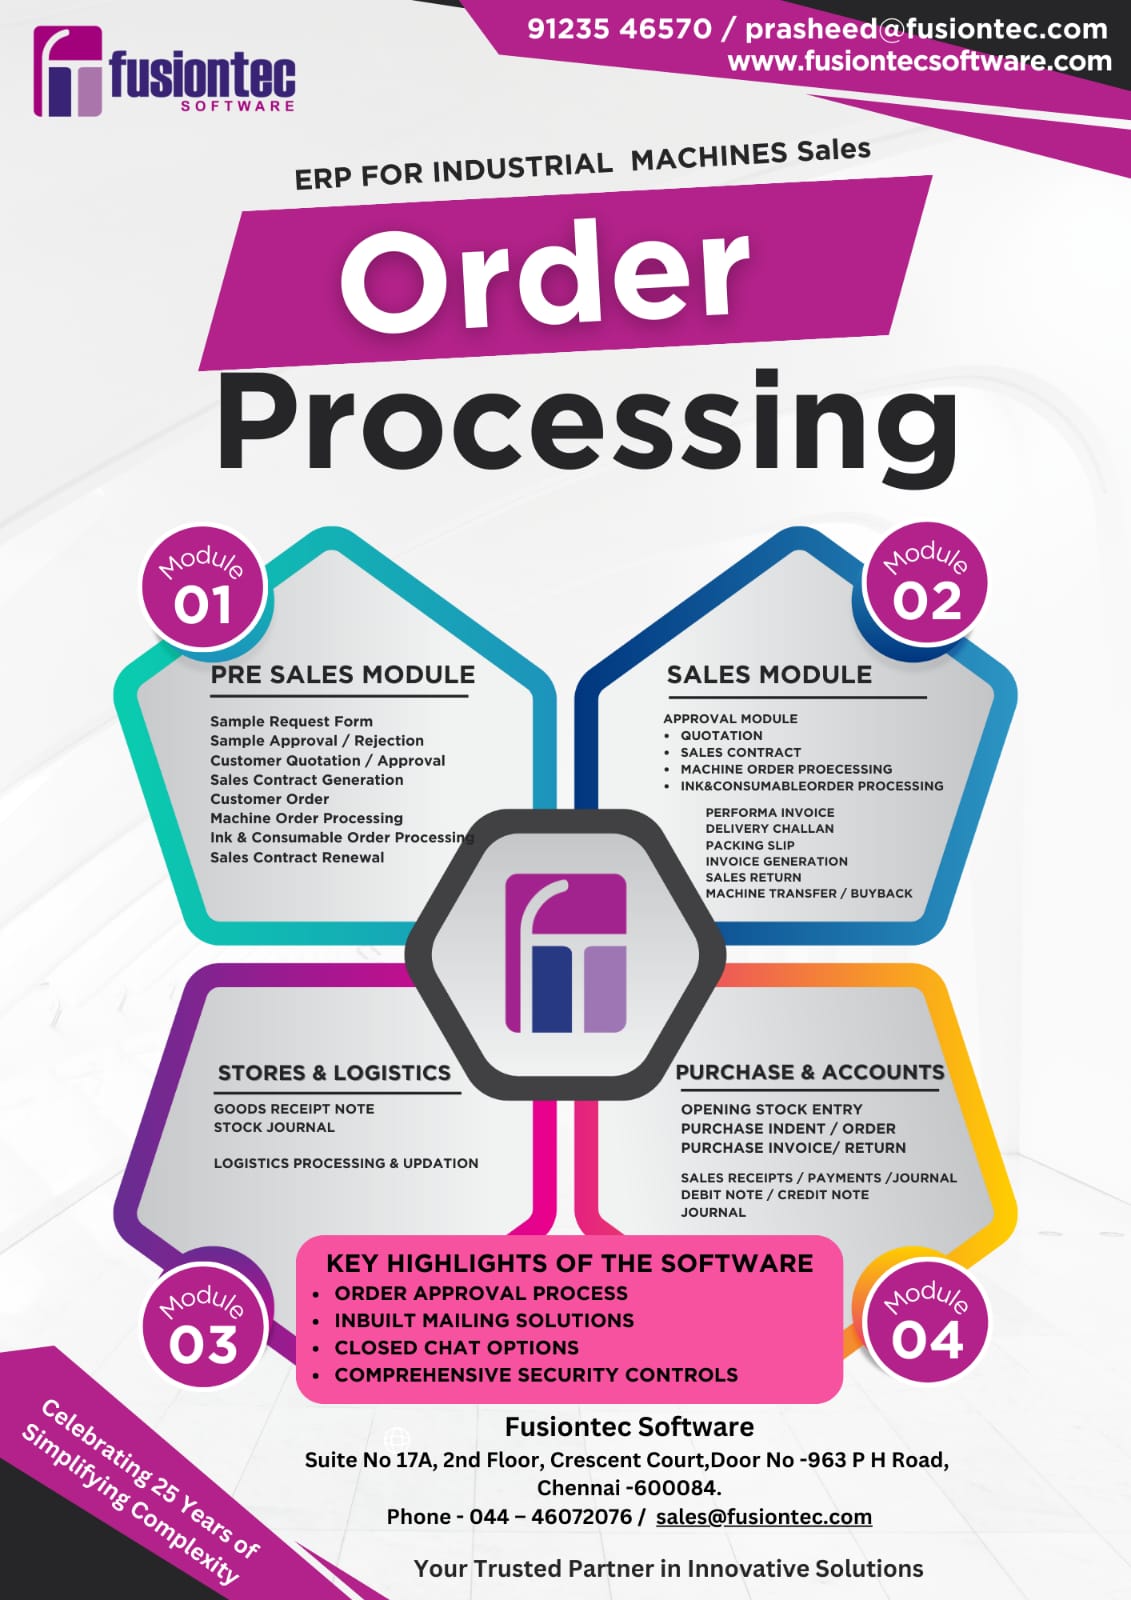 fusiontec
SOFTWARE
91235 46570 / prasheed@fusiontec.com
www.fusiontecsoftware.com
ERP FOR INDUSTRIAL MACHINES Sales
Order
Processing
Module
01
PRE SALES MODULE
Sample Request Form
Sample Approval / Rejection
Customer Quotation / Approval
Sales Contract Generation
Customer Order
Machine Order Processing
Ink & Consumable Order Processing
Sales Contract Renewal
Module
02
SALES MODULE
APPROVAL MODULE
• QUOTATION
• SALES CONTRACT
• MACHINE ORDER PROECESSING
• INK&CONSUMABLEORDER PROCESSING
PERFORMA INVOICE
DELIVERY CHALLAN
PACKING SLIP
INVOICE GENERATION
SALES RETURN
MACHINE TRANSFER / BUYBACK
STORES & LOGISTICS
GOODS RECEIPT NOTE
STOCK JOURNAL
LOGISTICS PROCESSING & UPDATION
Module
03
PURCHASE & ACCOUNTS
OPENING STOCK ENTRY
PURCHASE INDENT / ORDER
PURCHASE INVOICE/ RETURN
SALES RECEIPTS / PAYMENTS /JOURNAL
DEBIT NOTE / CREDIT NOTE
JOURNAL
Module
04
KEY HIGHLIGHTS OF THE SOFTWARE
• ORDER APPROVAL PROCESS
• INBUILT MAILING SOLUTIONS
• CLOSED CHAT OPTIONS
• COMPREHENSIVE SECURITY CONTROLS
Celebrating 25 Years of
Simplifying Complexity
Fusiontec Software
Suite No 17A, 2nd Floor, Crescent Court,Door No -963 P H Road,
Chennai -600084.
Phone - 044 – 46072076 / sales@fusiontec.com
Your Trusted Partner in Innovative Solutions